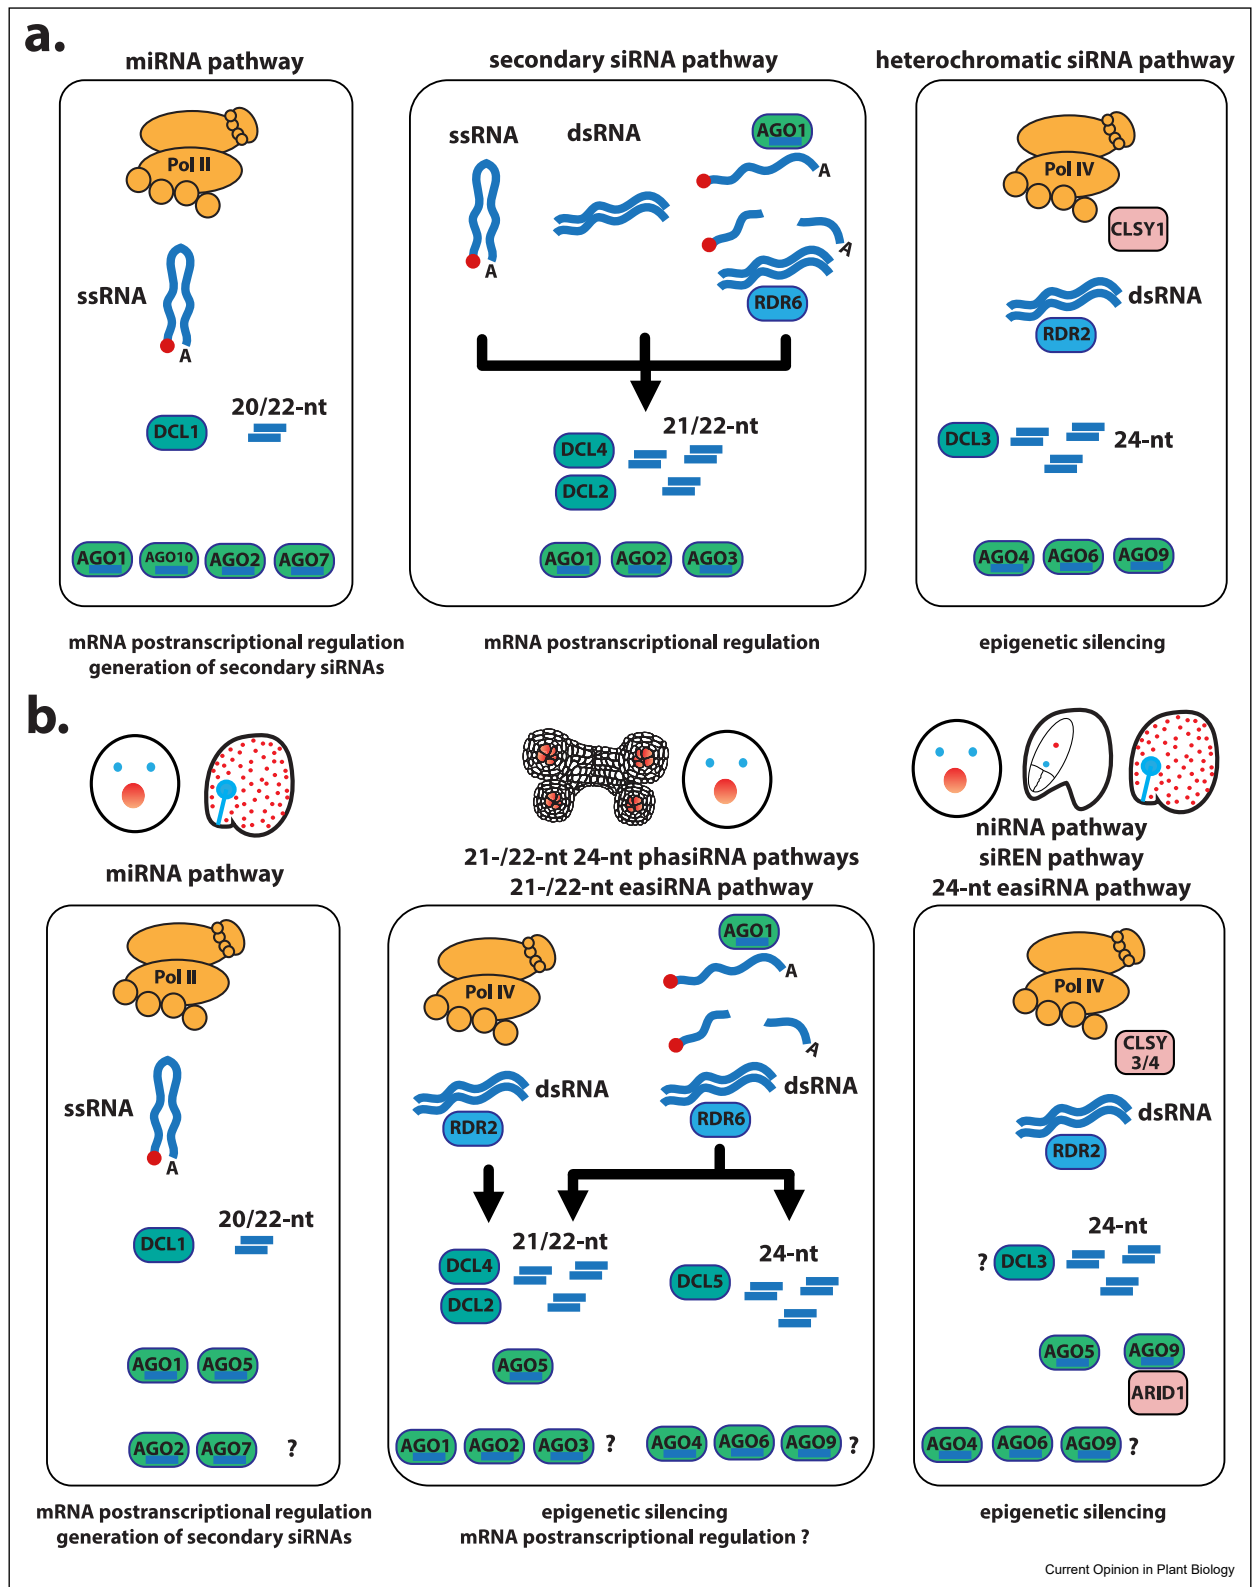 a.
miRNA pathway
Pol II
ssRNA
A
20/22-nt
DCL1
AGO1 AGO10 AGO2 AGO7
mRNA postranscriptional regulation
generation of secondary siRNAs
secondary siRNA pathway
ssRNA
dsRNA
AGO1
A
A
A
RDR6
21/22-nt
DCL4
DCL2
AGO1 AGO2 AGO3
mRNA postranscriptional regulation
heterochromatic siRNA pathway
Pol IV
CLSY1
dsRNA
RDR2
DCL3
24-nt
AGO4 AGO6 AGO9
epigenetic silencing
b.
miRNA pathway
Pol II
ssRNA
A
20/22-nt
DCL1
AGO1 AGO5
AGO2 AGO7 ?
mRNA postranscriptional regulation
generation of secondary siRNAs
21-/22-nt 24-nt phasiRNA pathways
21-/22-nt easiRNA pathway
AGO1
A
Pol IV
A
dsRNA
dsRNA
RDR2
RDR6
21/22-nt
24-nt
DCL4
DCL5
DCL2
AGO5
AGO1 AGO2 AGO3 ?
AGO4 AGO6 AGO9 ?
epigenetic silencing
mRNA postranscriptional regulation ?
niRNA pathway
siREN pathway
24-nt easiRNA pathway
Pol IV
CLSY
3/4
dsRNA
RDR2
24-nt
? DCL3
AGO5 AGO9
ARID1
AGO4 AGO6 AGO9 ?
epigenetic silencing
Current Opinion in Plant Biology